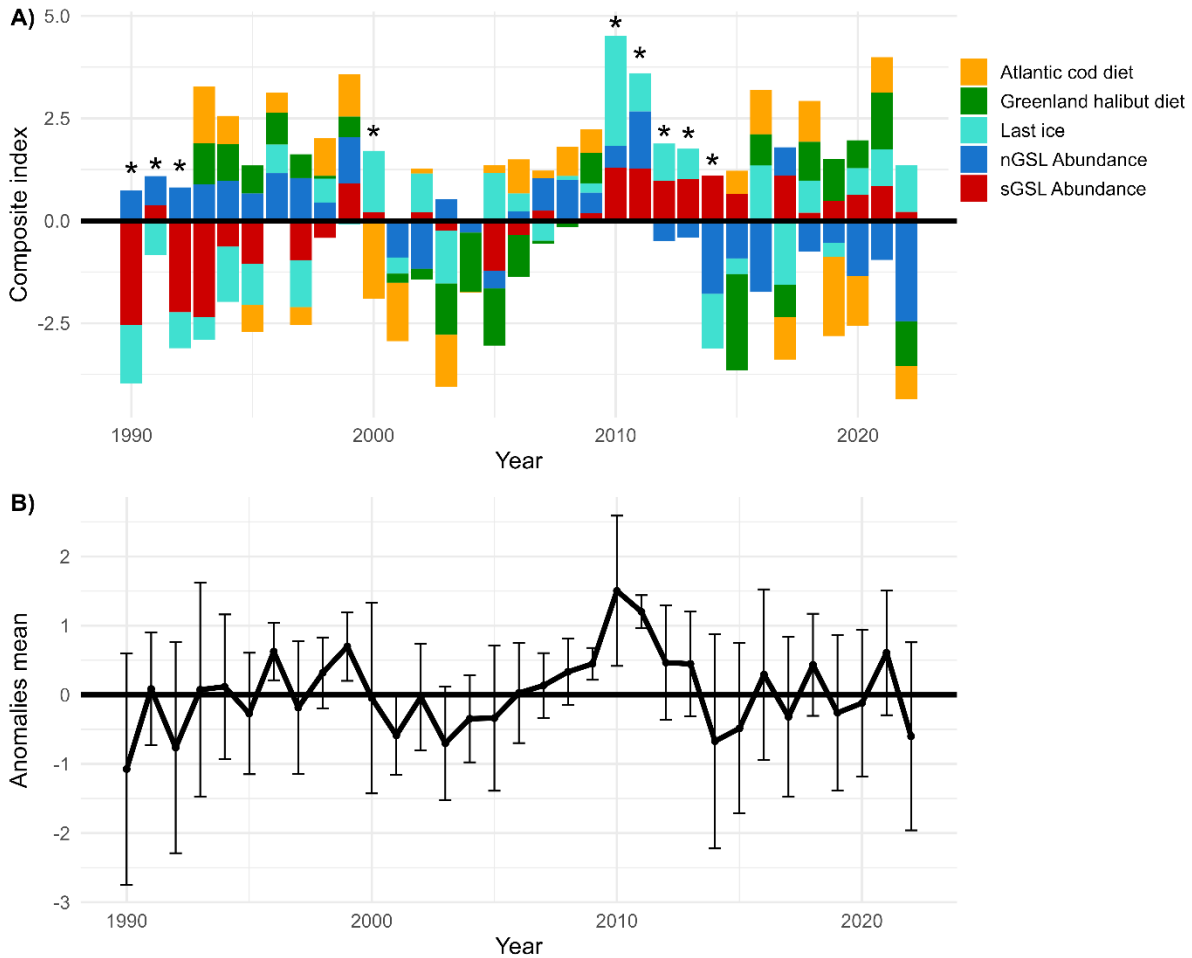 A)
5.0
2.5
0.0
-2.5
Composite index
* * * * * * * * *
1990
2000
2010
2020
Year
Atlantic cod diet
Greenland halibut diet
Last ice
nGSL Abundance
sGSL Abundance
B)
2
1
0
-1
-2
-3
Anomalies mean
1990
2000
2010
2020
Year